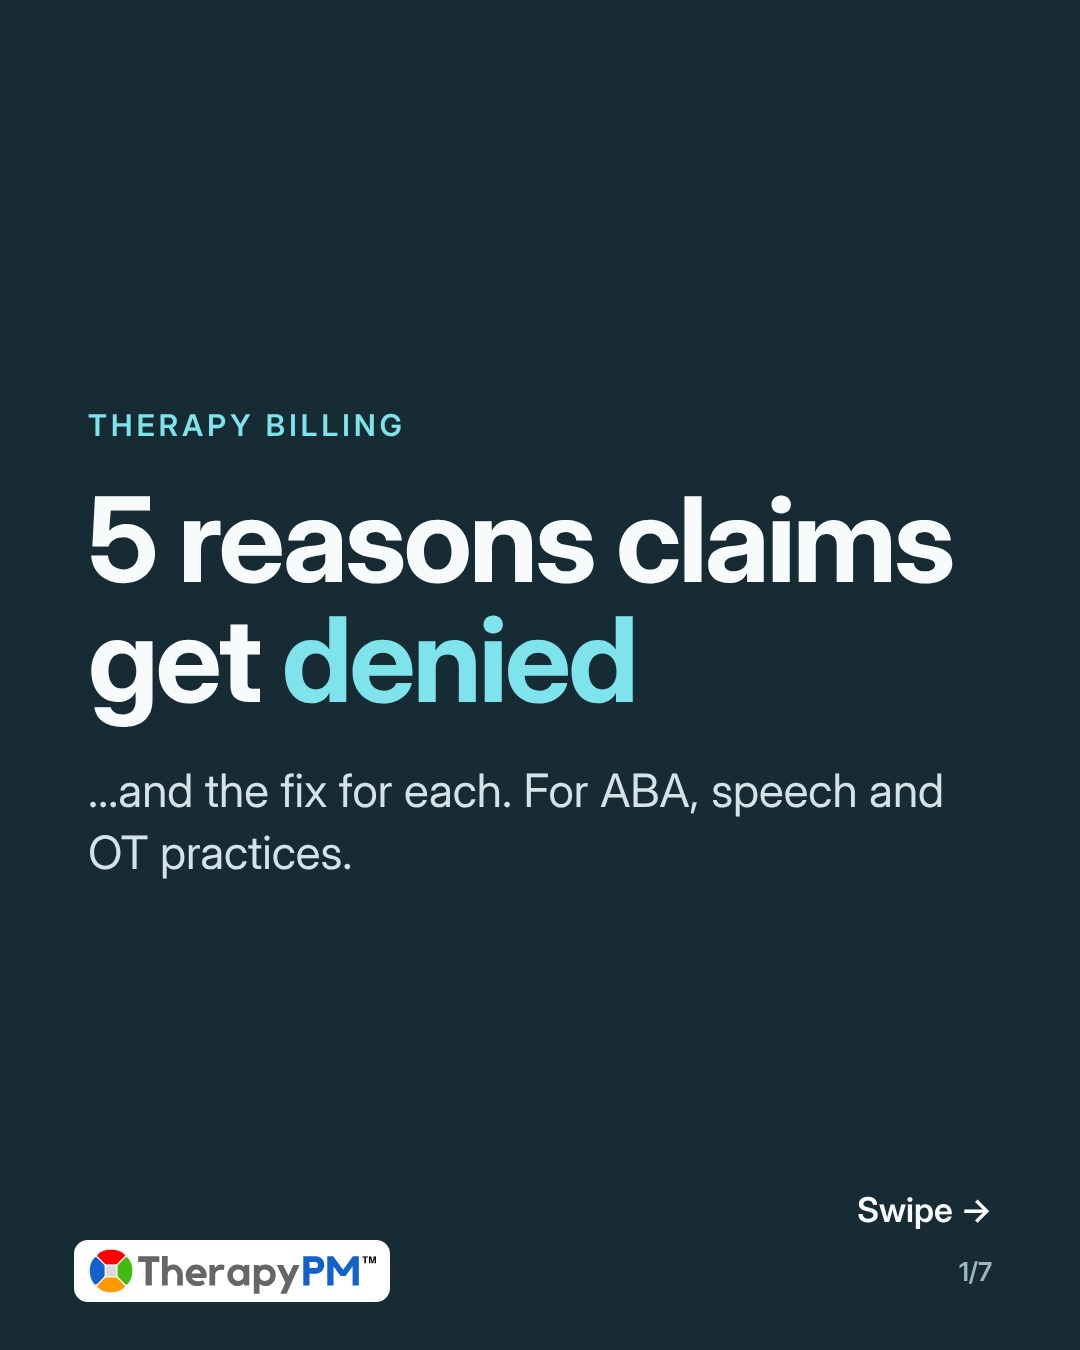 THERAPY BILLING
5 reasons claims
get denied
...and the fix for each. For ABA, speech and
OT practices.
Swipe →
TherapyPM™
1/7